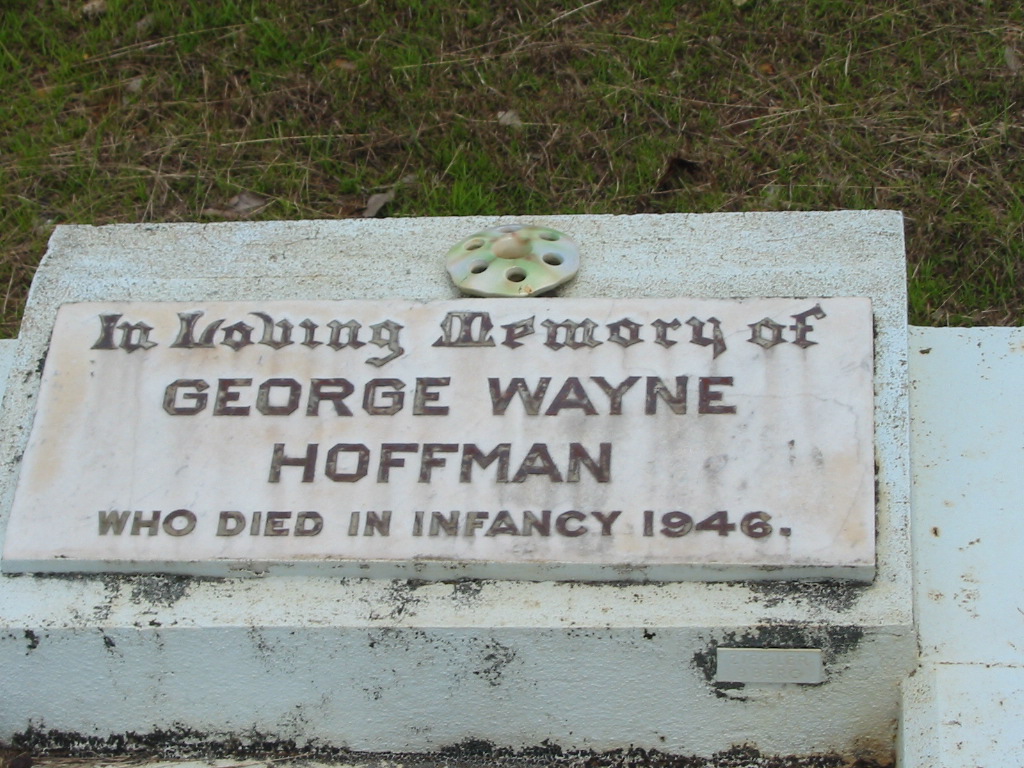 In Loving Memory of
GEORGE WAYNE
HOFFMAN
WHO DIED IN INFANCY 1946.